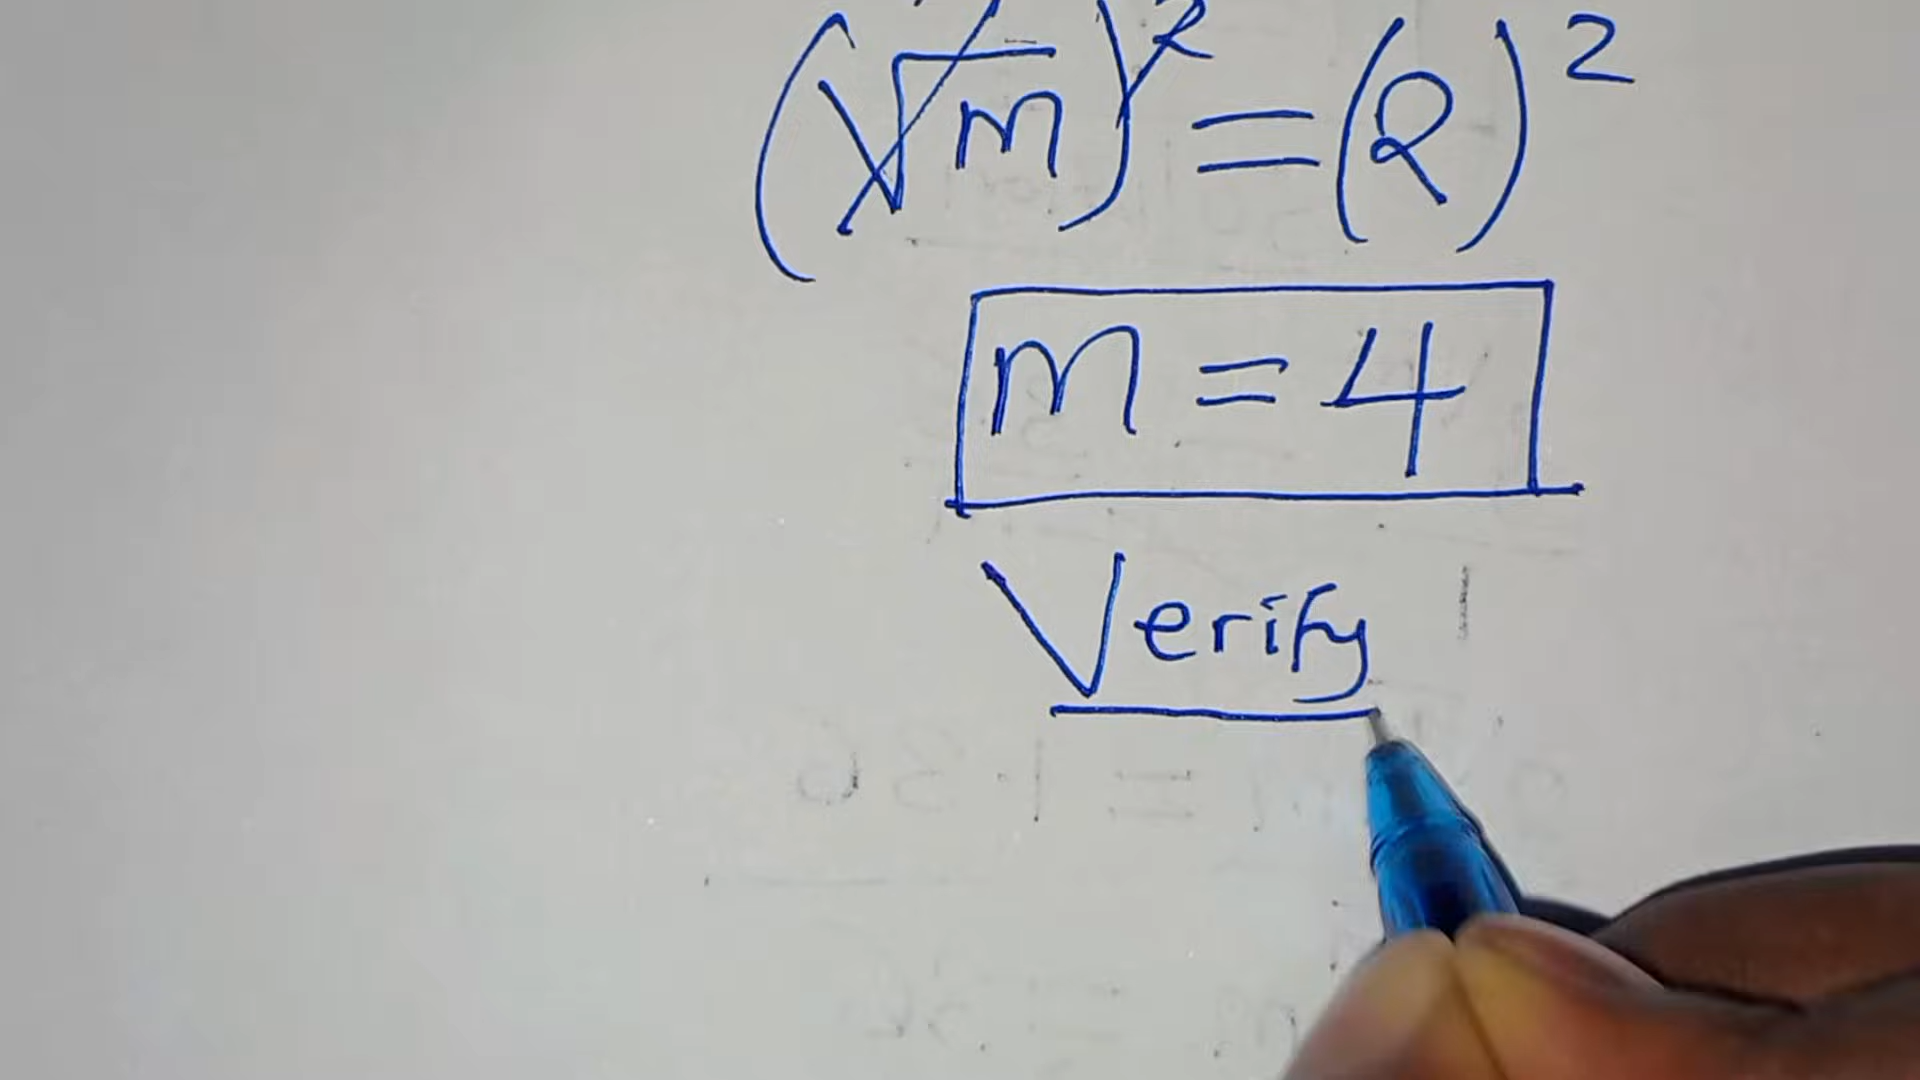 (√m)² = (2)²
m = 4
Verify